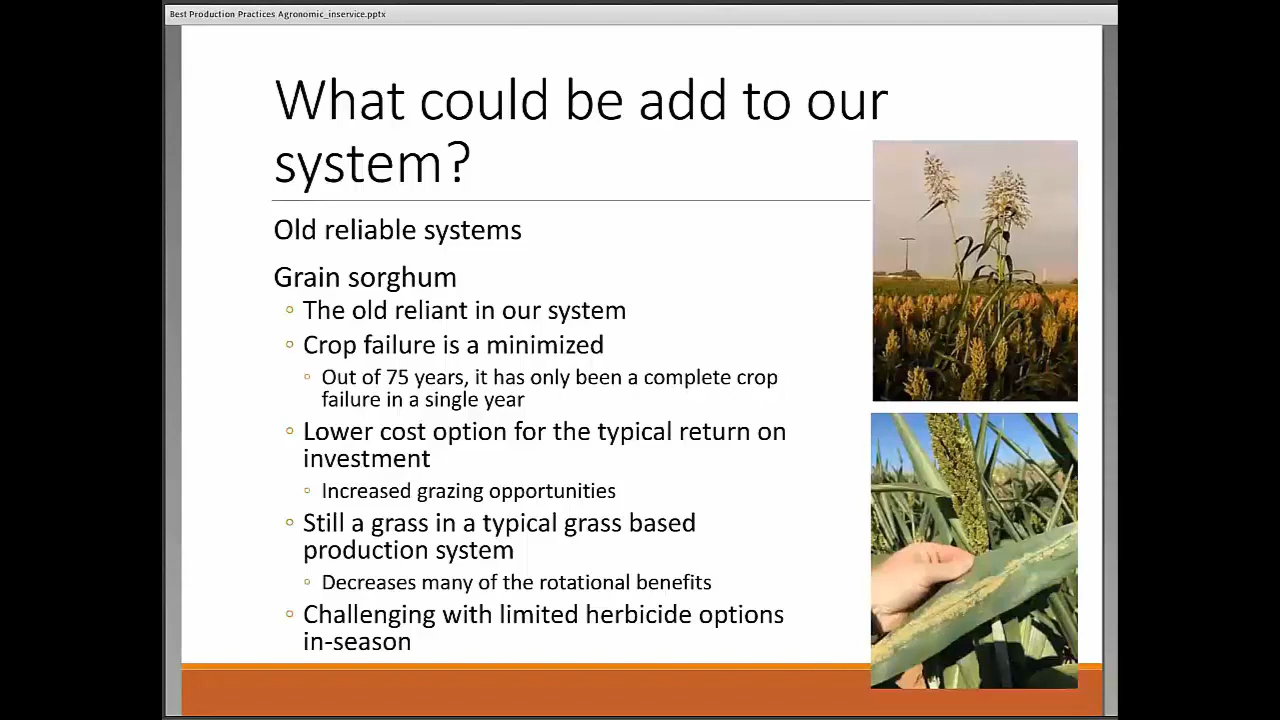 Best Production Practices Agronomic_inservice.pptx
What could be add to our
system?
Old reliable systems
Grain sorghum
The old reliant in our system
Crop failure is a minimized
Out of 75 years, it has only been a complete crop
failure in a single year
Lower cost option for the typical return on
investment
Increased grazing opportunities
Still a grass in a typical grass based
production system
Decreases many of the rotational benefits
Challenging with limited herbicide options
in-season